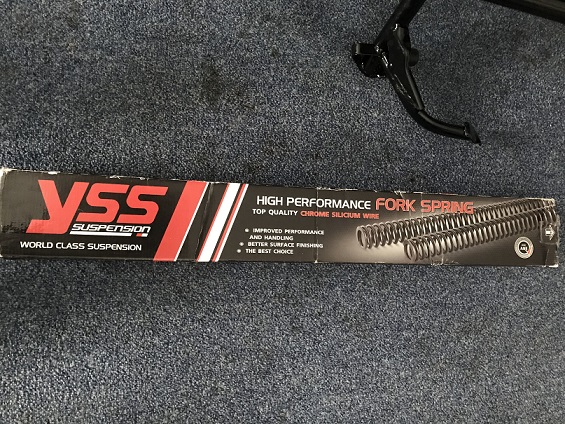 YSS
SUSPENSION
WORLD CLASS SUSPENSION
HIGH PERFORMANCE FORK SPRING
TOP QUALITY CHROME SILICIUM WIRE
IMPROVED PERFORMANCE
AND HANDLING
BETTER SURFACE FINISHING
THE BEST CHOICE